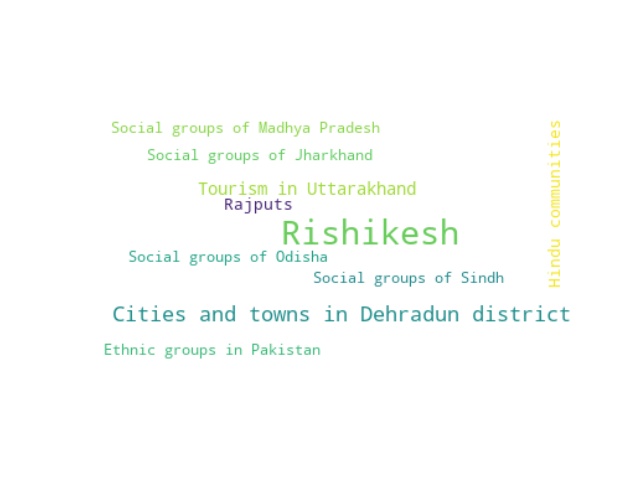 Social groups of Madhya Pradesh
Social groups of Jharkhand
Tourism in Uttarakhand
Rajputs
Rishikesh
Social groups of Odisha
Social groups of Sindh
Cities and towns in Dehradun district
Ethnic groups in Pakistan
Hindu communities